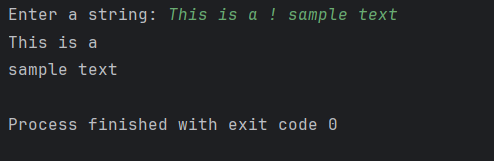 Enter a string: This is a ! sample text
This is a
sample text
Process finished with exit code 0